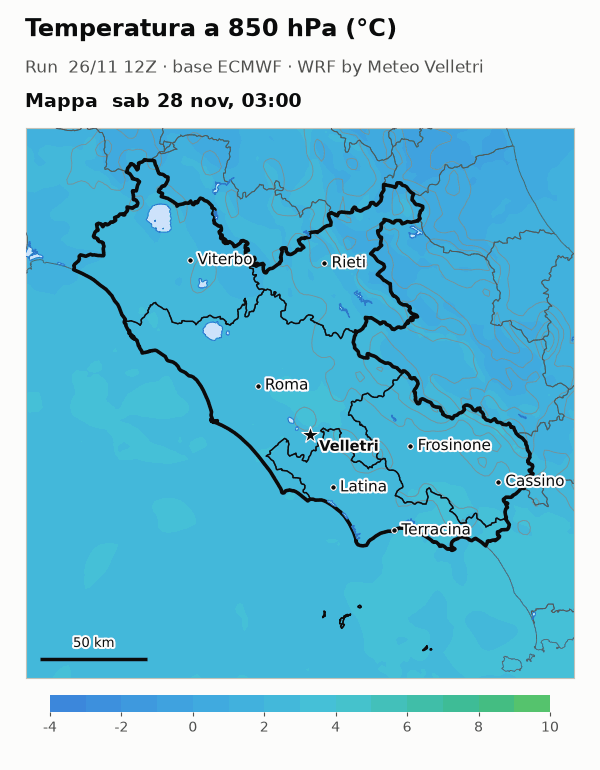 Temperatura a 850 hPa (°C)
Run  26/11 12Z · base ECMWF · WRF by Meteo Velletri
Mappa  sab 28 nov, 03:00
Viterbo
Rieti
Roma
Velletri
Frosinone
Cassino
Latina
Terracina
50 km
-4 -2 0 2 4 6 8 10